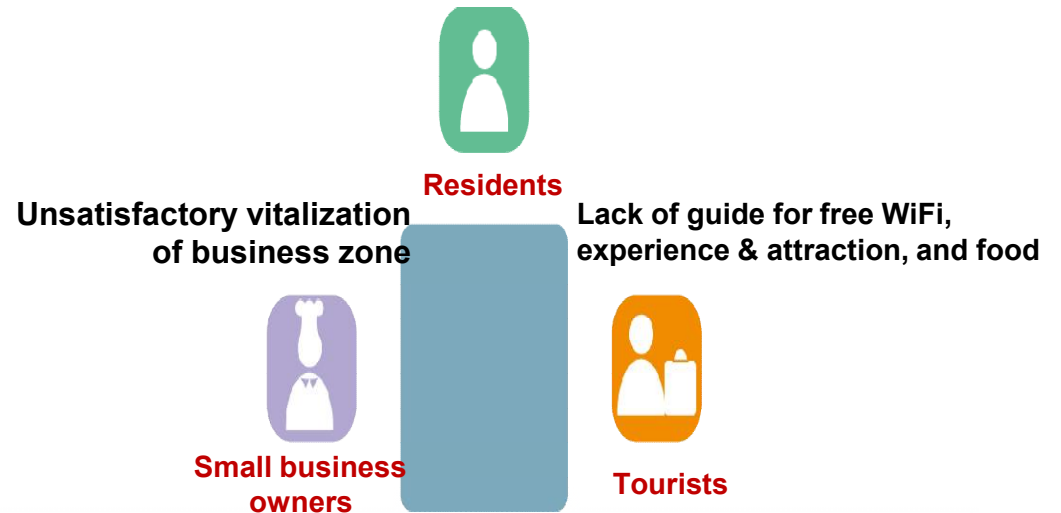 Residents
Unsatisfactory vitalization
of business zone
Lack of guide for free WiFi,
experience & attraction, and food
Small business
owners
Tourists